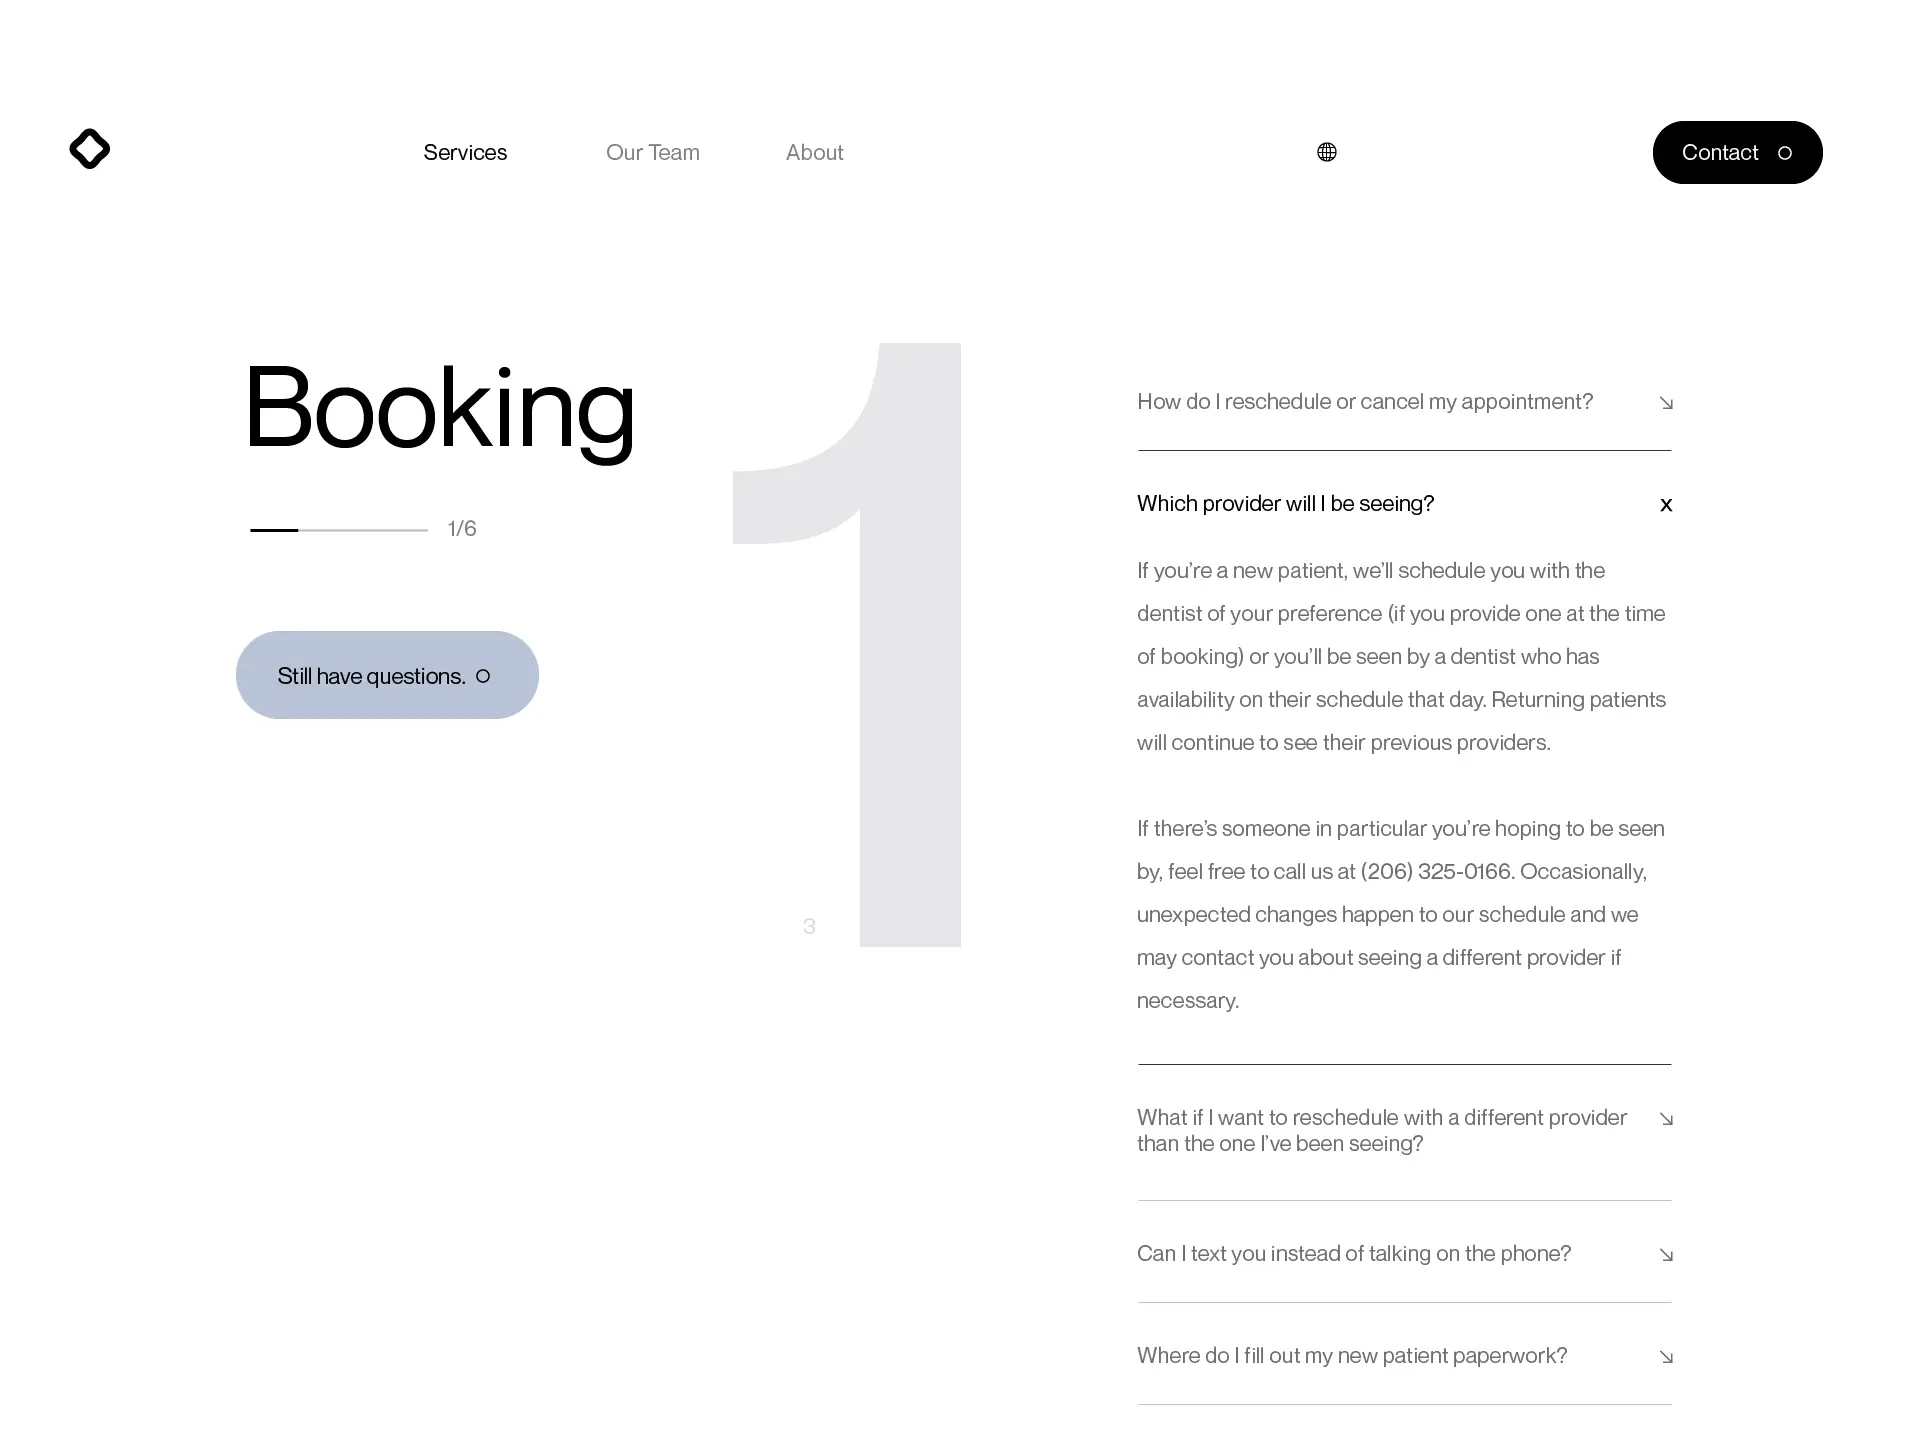 Services
Our Team
About
Contact
Booking
1/6
Still have questions.
1
3
How do I reschedule or cancel my appointment?
Which provider will I be seeing?
x
If you’re a new patient, we’ll schedule you with the
dentist of your preference (if you provide one at the time
of booking) or you’ll be seen by a dentist who has
availability on their schedule that day. Returning patients
will continue to see their previous providers.
If there’s someone in particular you’re hoping to be seen
by, feel free to call us at (206) 325-0166. Occasionally,
unexpected changes happen to our schedule and we
may contact you about seeing a different provider if
necessary.
What if I want to reschedule with a different provider
than the one I’ve been seeing?
Can I text you instead of talking on the phone?
Where do I fill out my new patient paperwork?